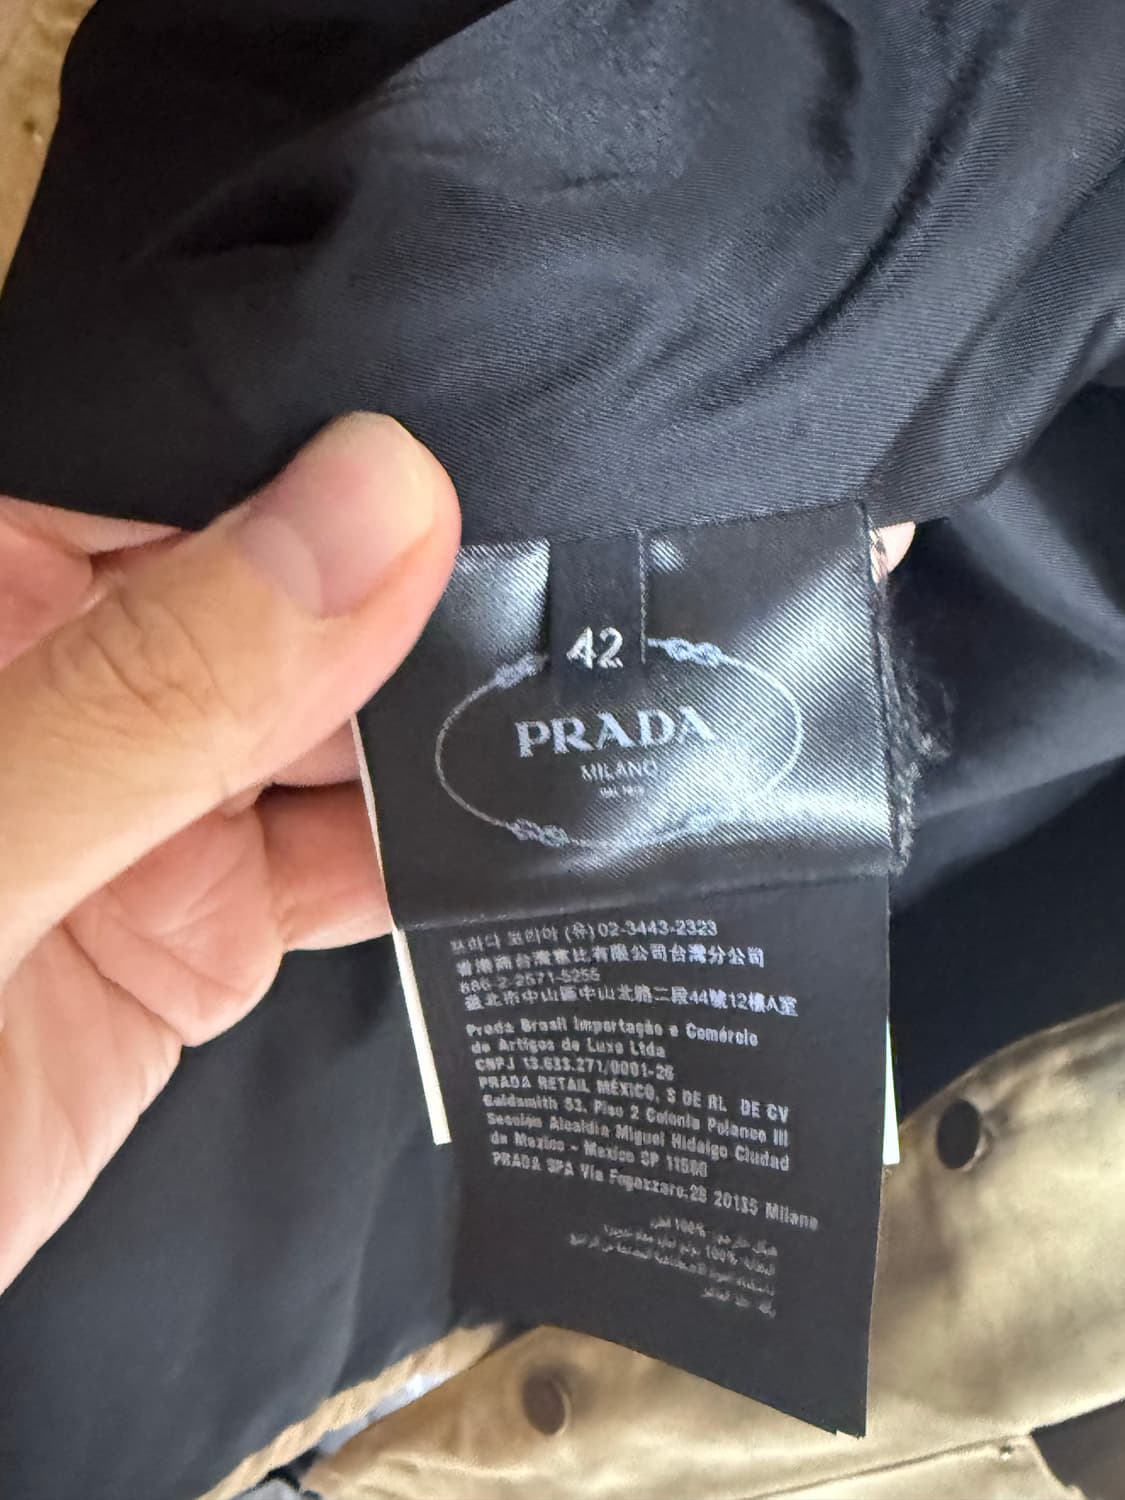 42
PRADA
MILANO
프라다 코리아 (유) 02-3443-2323
香港商台灣普比有限公司台灣分公司
886-2-2571-5255
臺北市中山區中山北路二段44號12樓A室
Prada Brasil Importação e Comércio
de Artigos de Luxo Ltda
CNPJ 13.633.271/0001-26
PRADA RETAIL MÉXICO, S DE RL DE CV
Goldsmith 53, Piso 2 Colonia Polanco III
Sección Alcaldía Miguel Hidalgo Ciudad
de Mexico - Mexico CP 11560
PRADA SPA Via Fogazzaro,28 20135 Milano